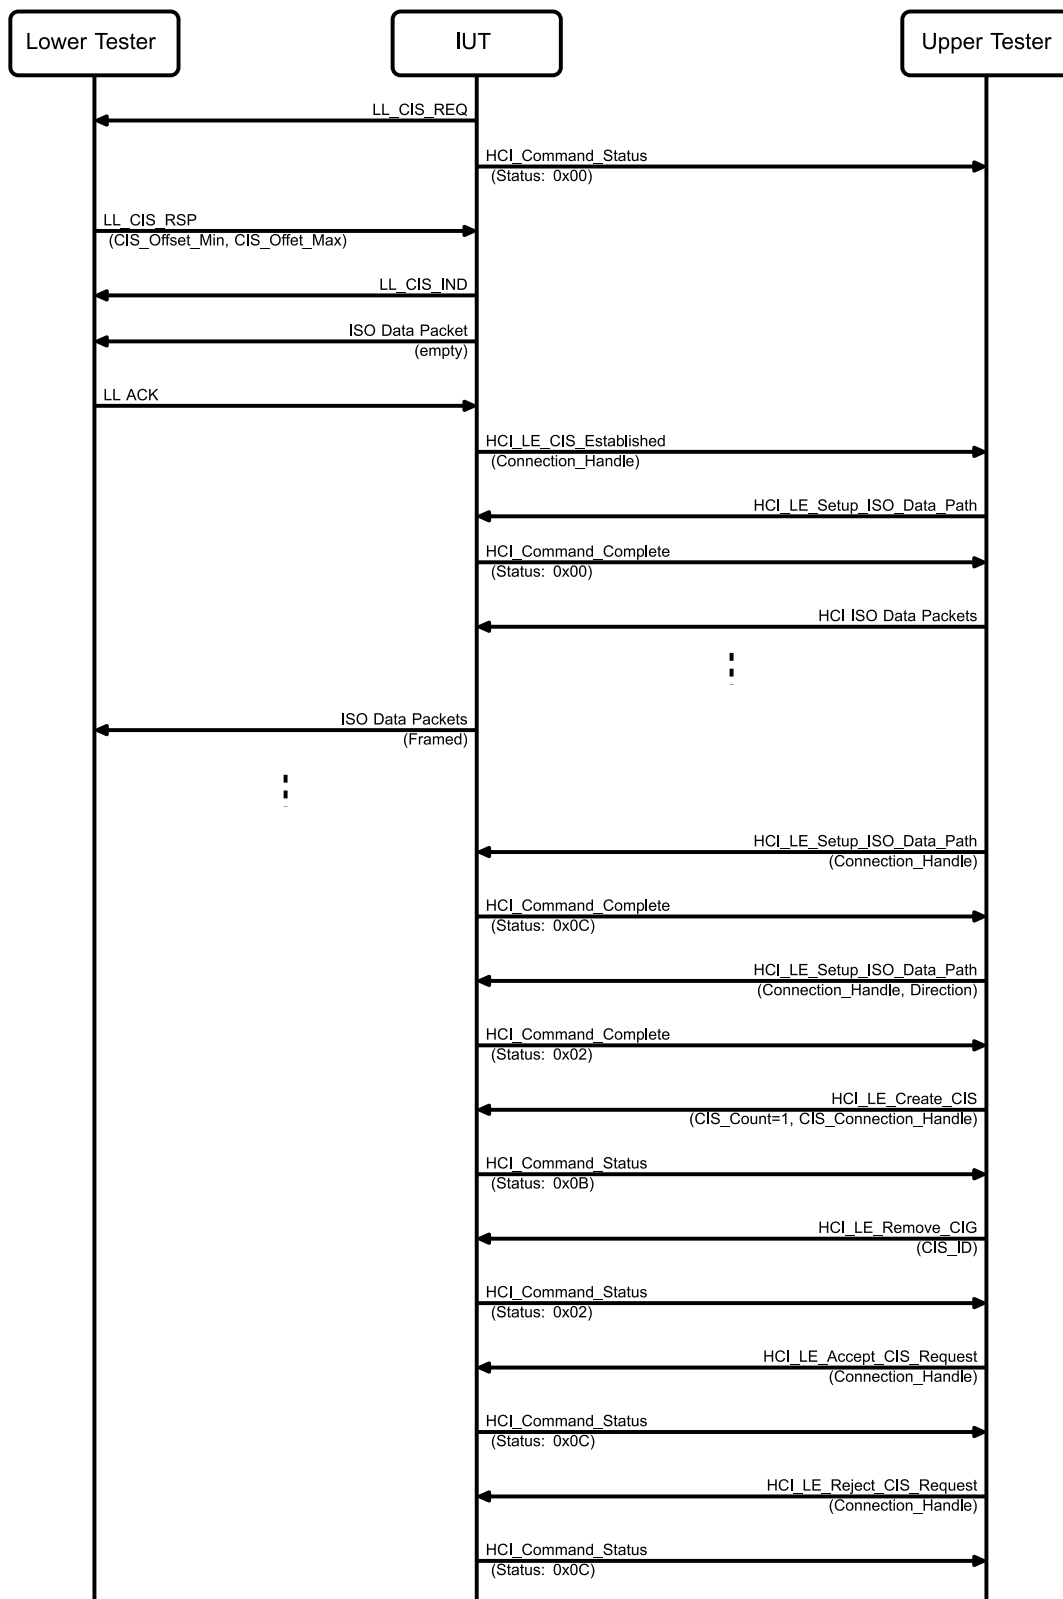 Lower Tester
IUT
Upper Tester
LL_CIS_REQ
HCI_Command_Status
(Status: 0x00)
LL_CIS_RSP
(CIS_Offset_Min, CIS_Offet_Max)
LL_CIS_IND
ISO Data Packet
(empty)
LL ACK
HCI_LE_CIS_Established
(Connection_Handle)
HCI_LE_Setup_ISO_Data_Path
HCI_Command_Complete
(Status: 0x00)
HCI ISO Data Packets
ISO Data Packets
(Framed)
HCI_LE_Setup_ISO_Data_Path
(Connection_Handle)
HCI_Command_Complete
(Status: 0x0C)
HCI_LE_Setup_ISO_Data_Path
(Connection_Handle, Direction)
HCI_Command_Complete
(Status: 0x02)
HCI_LE_Create_CIS
(CIS_Count=1, CIS_Connection_Handle)
HCI_Command_Status
(Status: 0x0B)
HCI_LE_Remove_CIG
(CIS_ID)
HCI_Command_Status
(Status: 0x02)
HCI_LE_Accept_CIS_Request
(Connection_Handle)
HCI_Command_Status
(Status: 0x0C)
HCI_LE_Reject_CIS_Request
(Connection_Handle)
HCI_Command_Status
(Status: 0x0C)